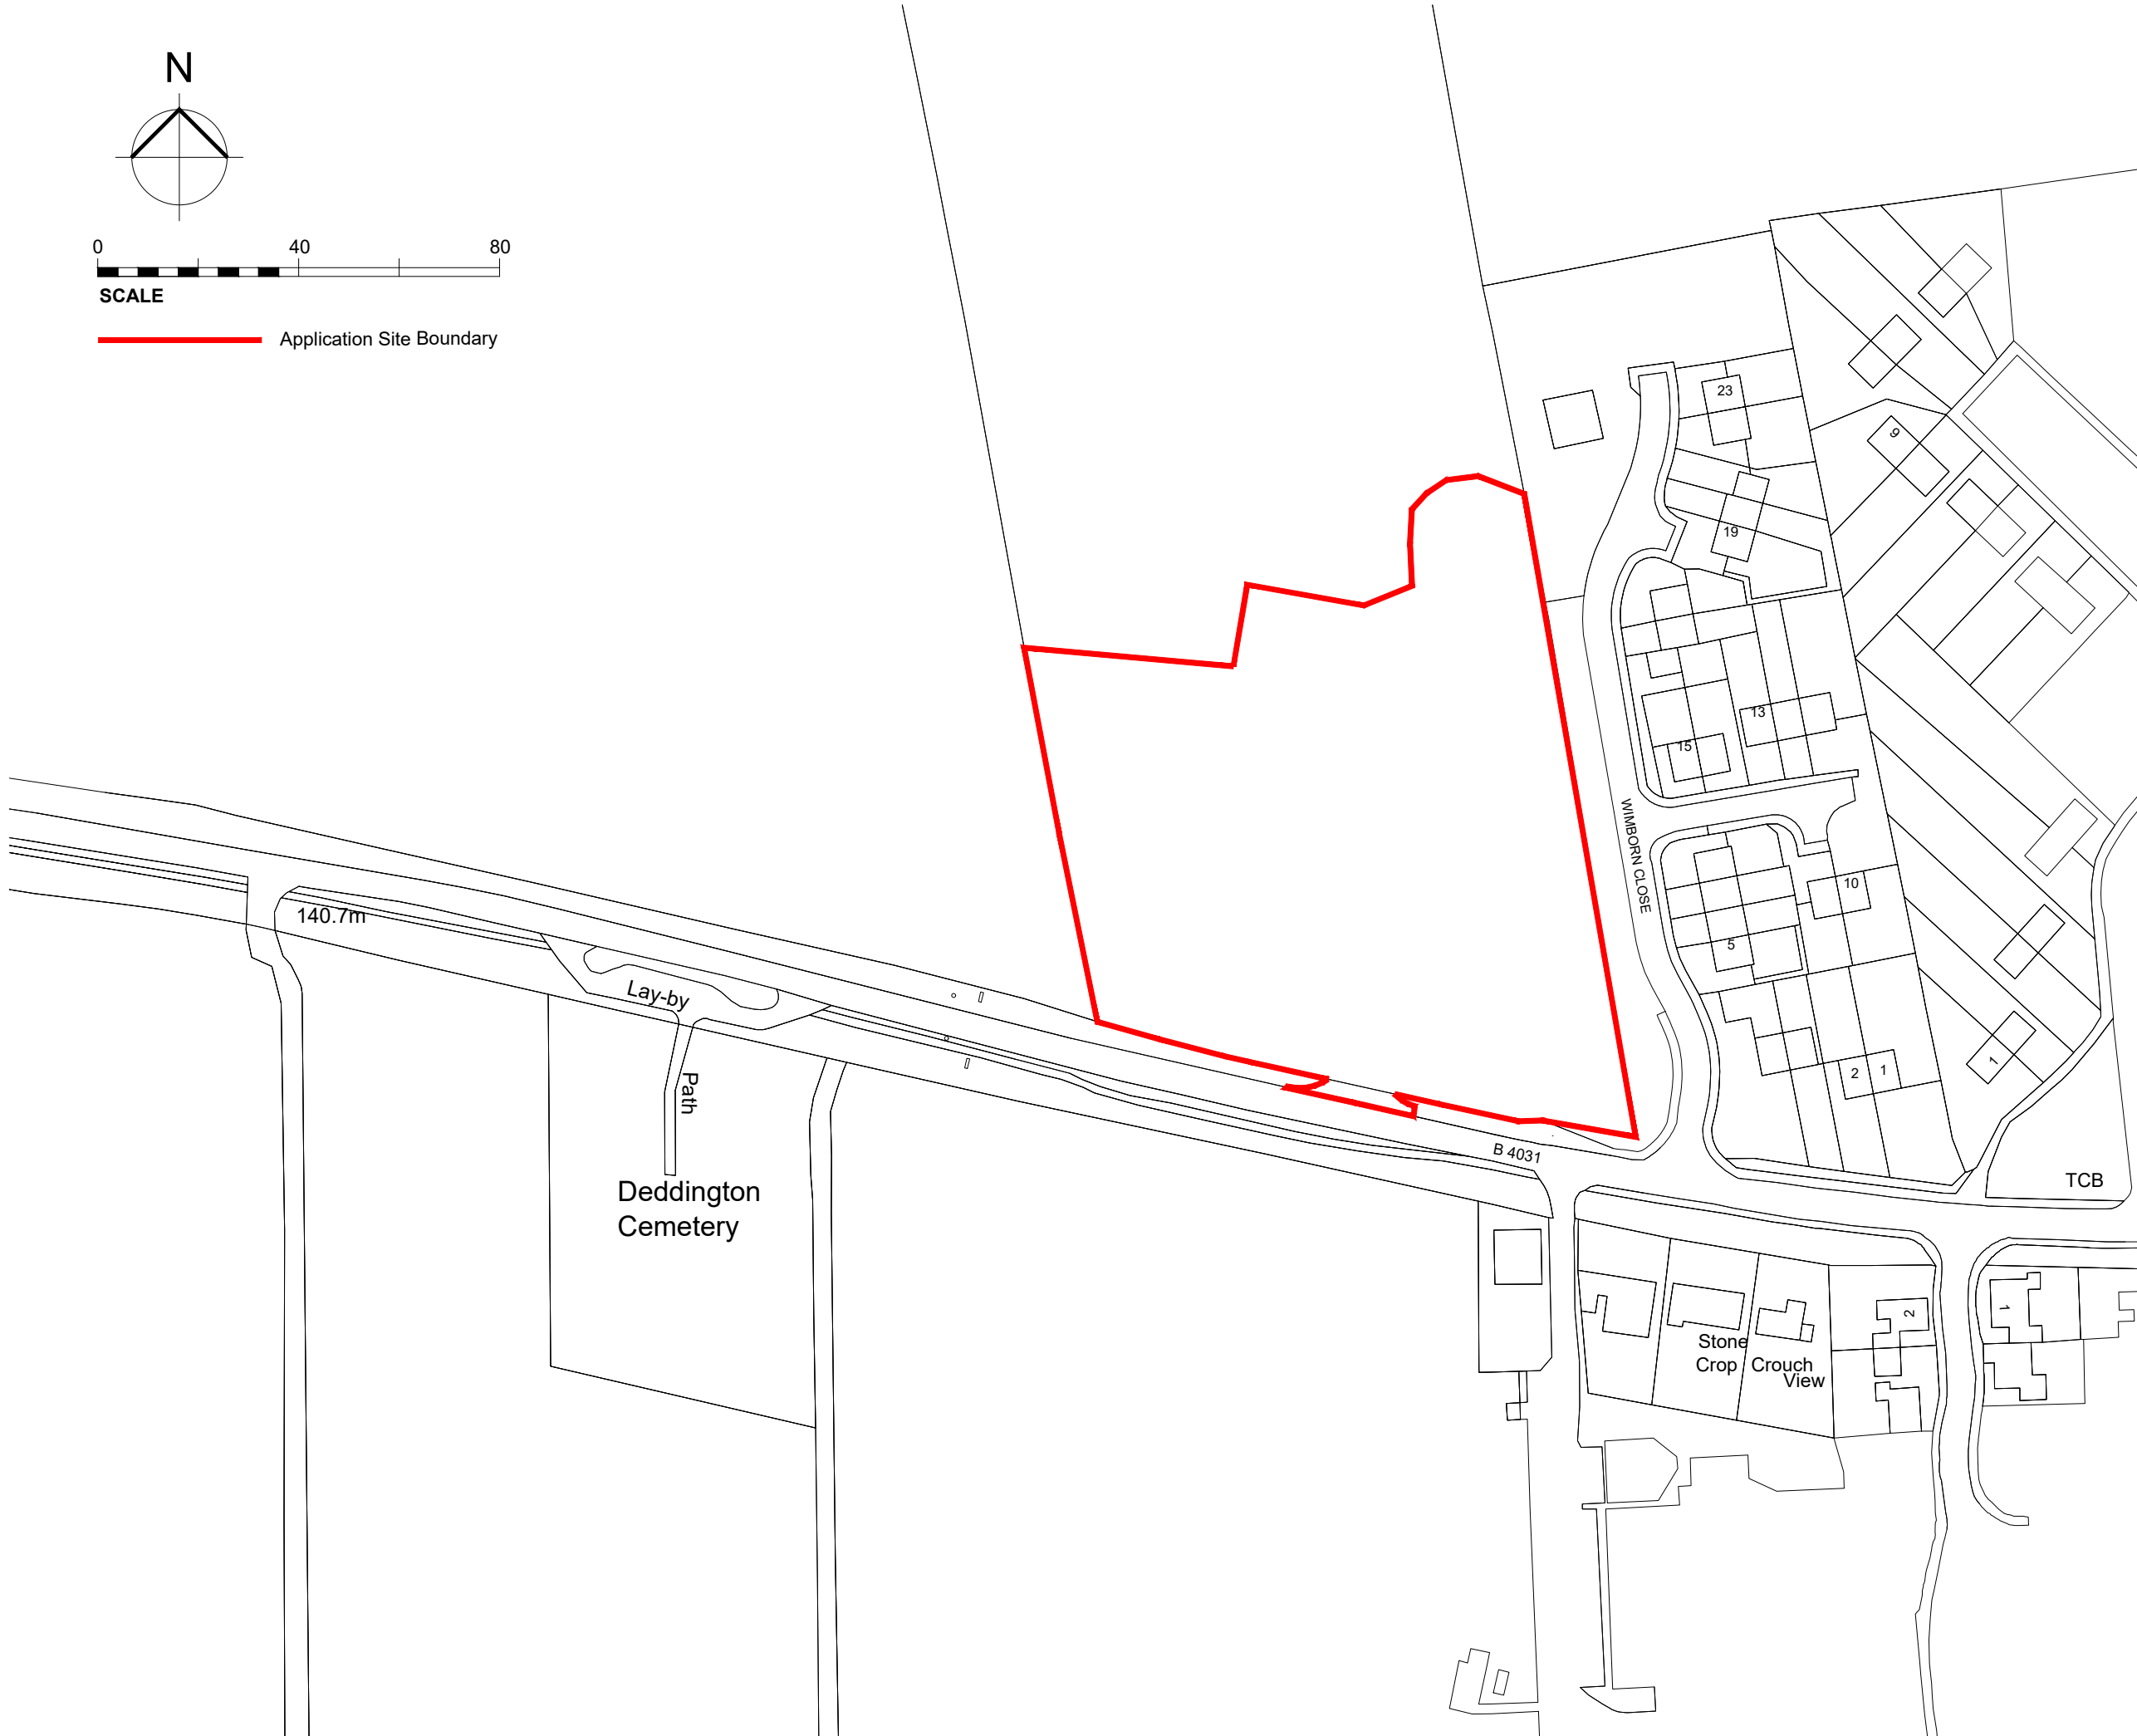 N
0 40 80
SCALE
Application Site Boundary
23
9
19
13
15
WIMBORN CLOSE
10
5
140.7m
Lay-by
Path
1
2 1
B 4031
TCB
Deddington
Cemetery
2
1
Stone
Crop
Crouch
View